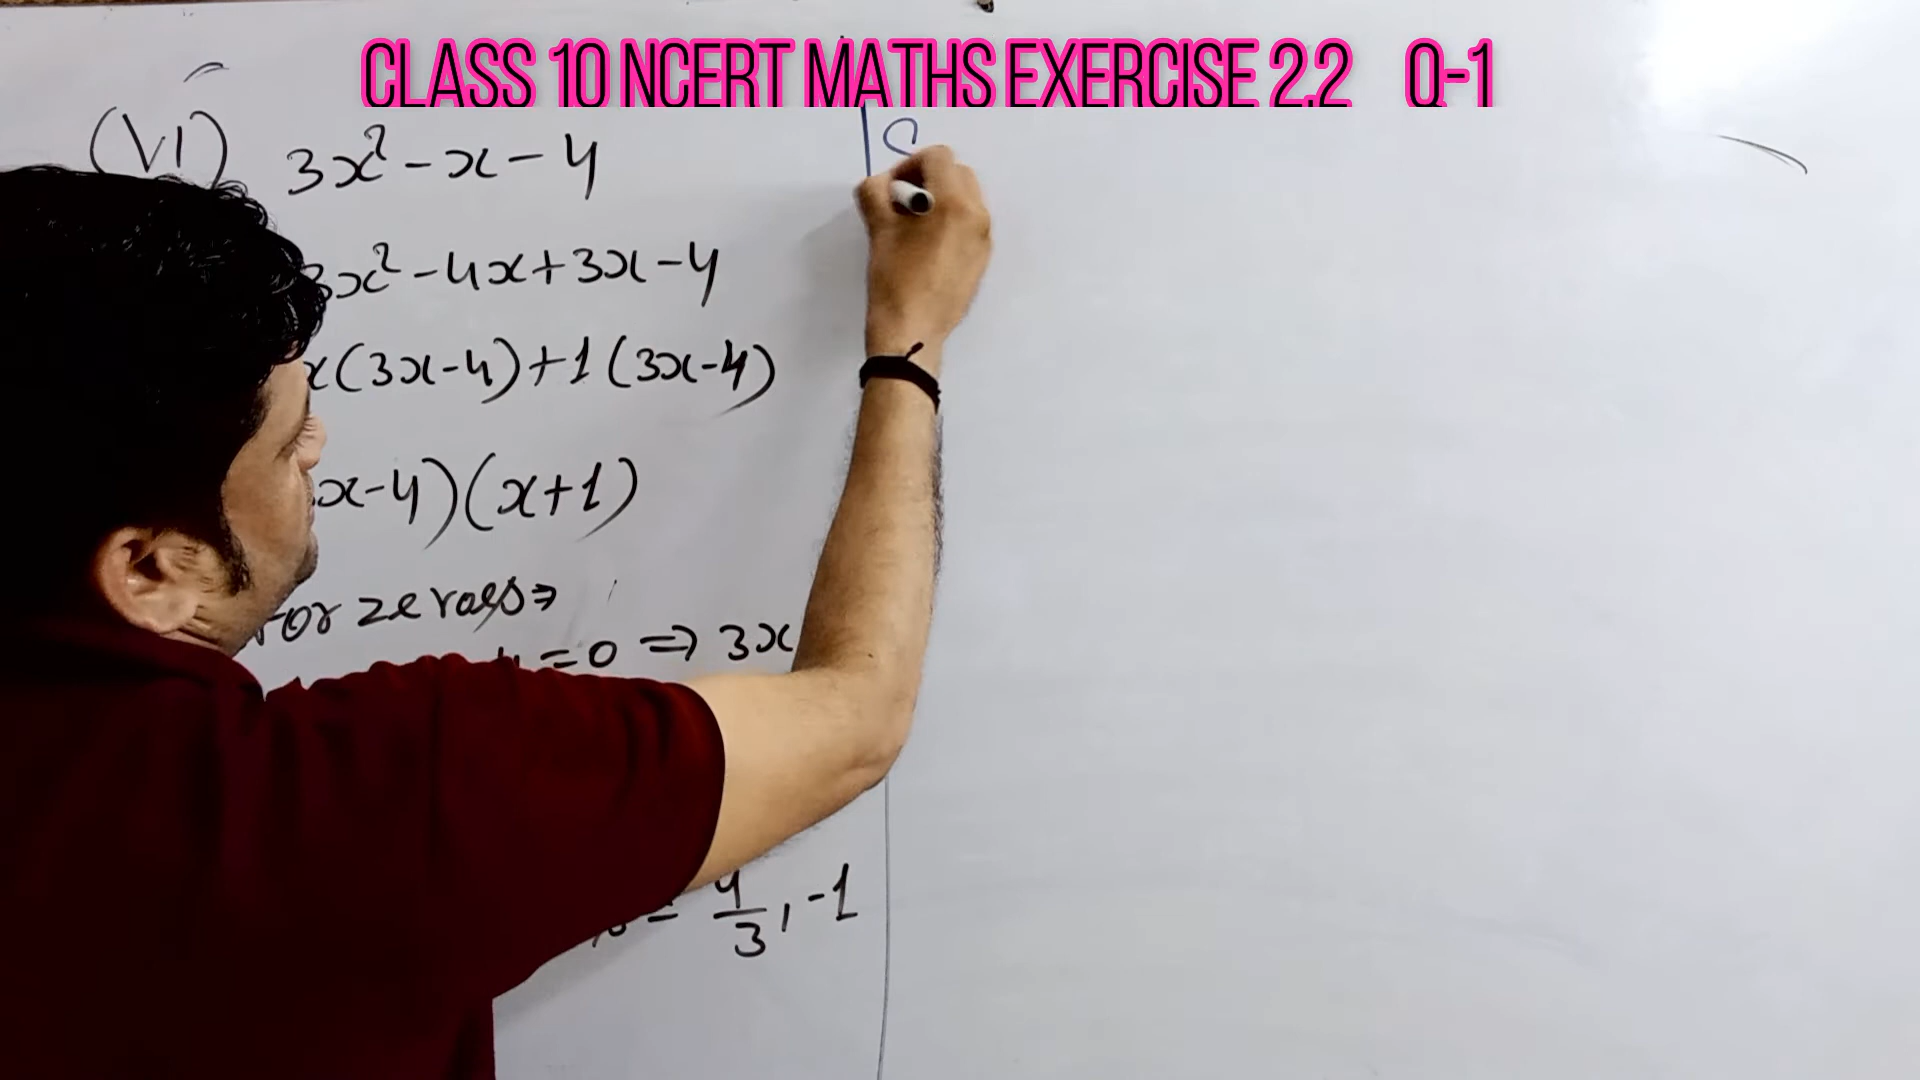 CLASS 10 NCERT MATHS EXERCISE 2.2 Q-1
(VI) 3x² - x - 4
3x² - 4x + 3x - 4
x(3x - 4) + 1(3x - 4)
x - 4)(x + 1)
For zeroes ⇒
= 0 ⇒ 3x
= 4/3, -1
S